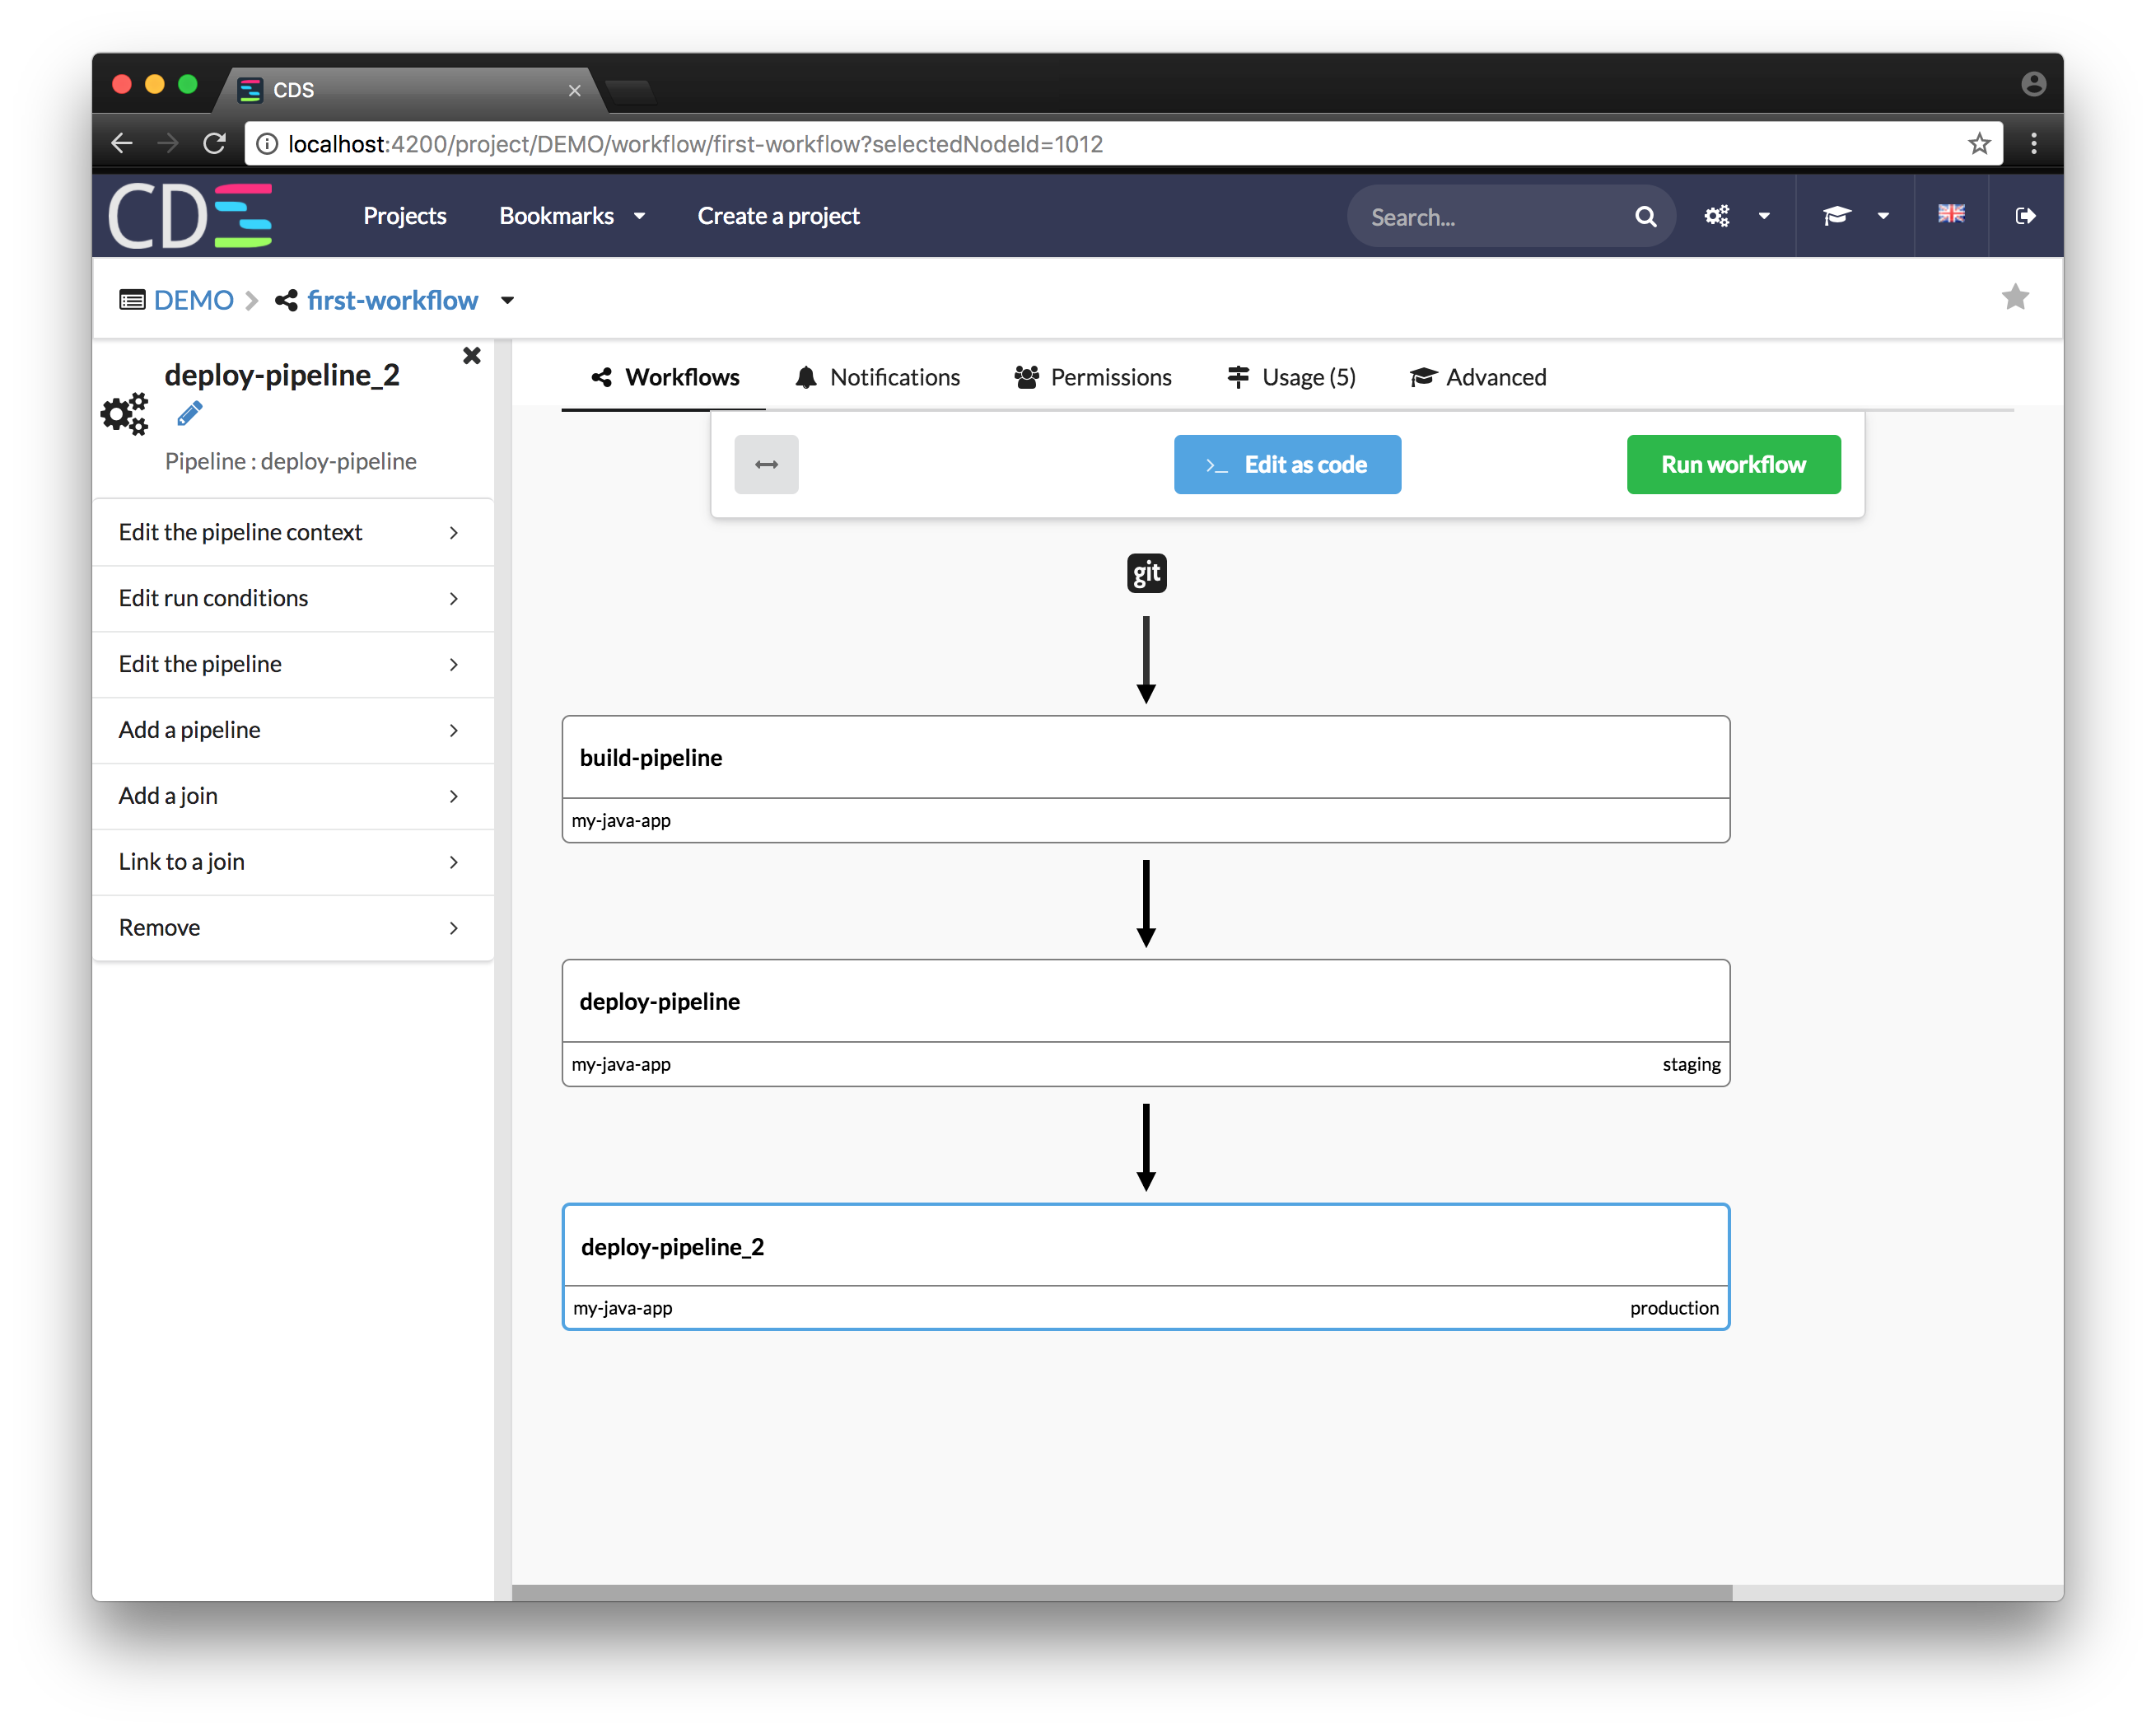 CDS
localhost:4200/project/DEMO/workflow/first-workflow?selectedNodeId=1012
CDS Projects Bookmarks Create a project Search...
DEMO first-workflow
deploy-pipeline_2
Pipeline : deploy-pipeline
Edit the pipeline context
Edit run conditions
Edit the pipeline
Add a pipeline
Add a join
Link to a join
Remove
Workflows Notifications Permissions Usage (5) Advanced
>_ Edit as code Run workflow
git
build-pipeline
my-java-app
deploy-pipeline
my-java-app staging
deploy-pipeline_2
my-java-app production